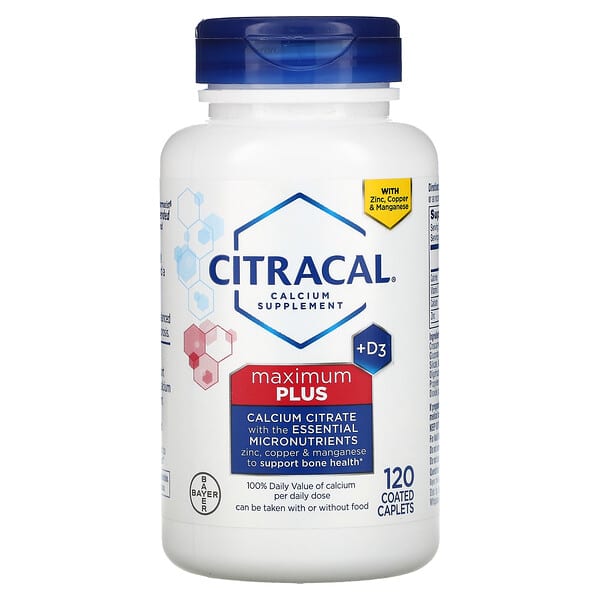 WITH
Zinc, Copper
& Manganese
CITRACAL®
CALCIUM
SUPPLEMENT
+D3
maximum
PLUS
CALCIUM CITRATE
with the ESSENTIAL
MICRONUTRIENTS
zinc, copper & manganese
to support bone health*
100% Daily Value of calcium
per daily dose
can be taken with or without food
BAYER
BAYER
120
COATED
CAPLETS